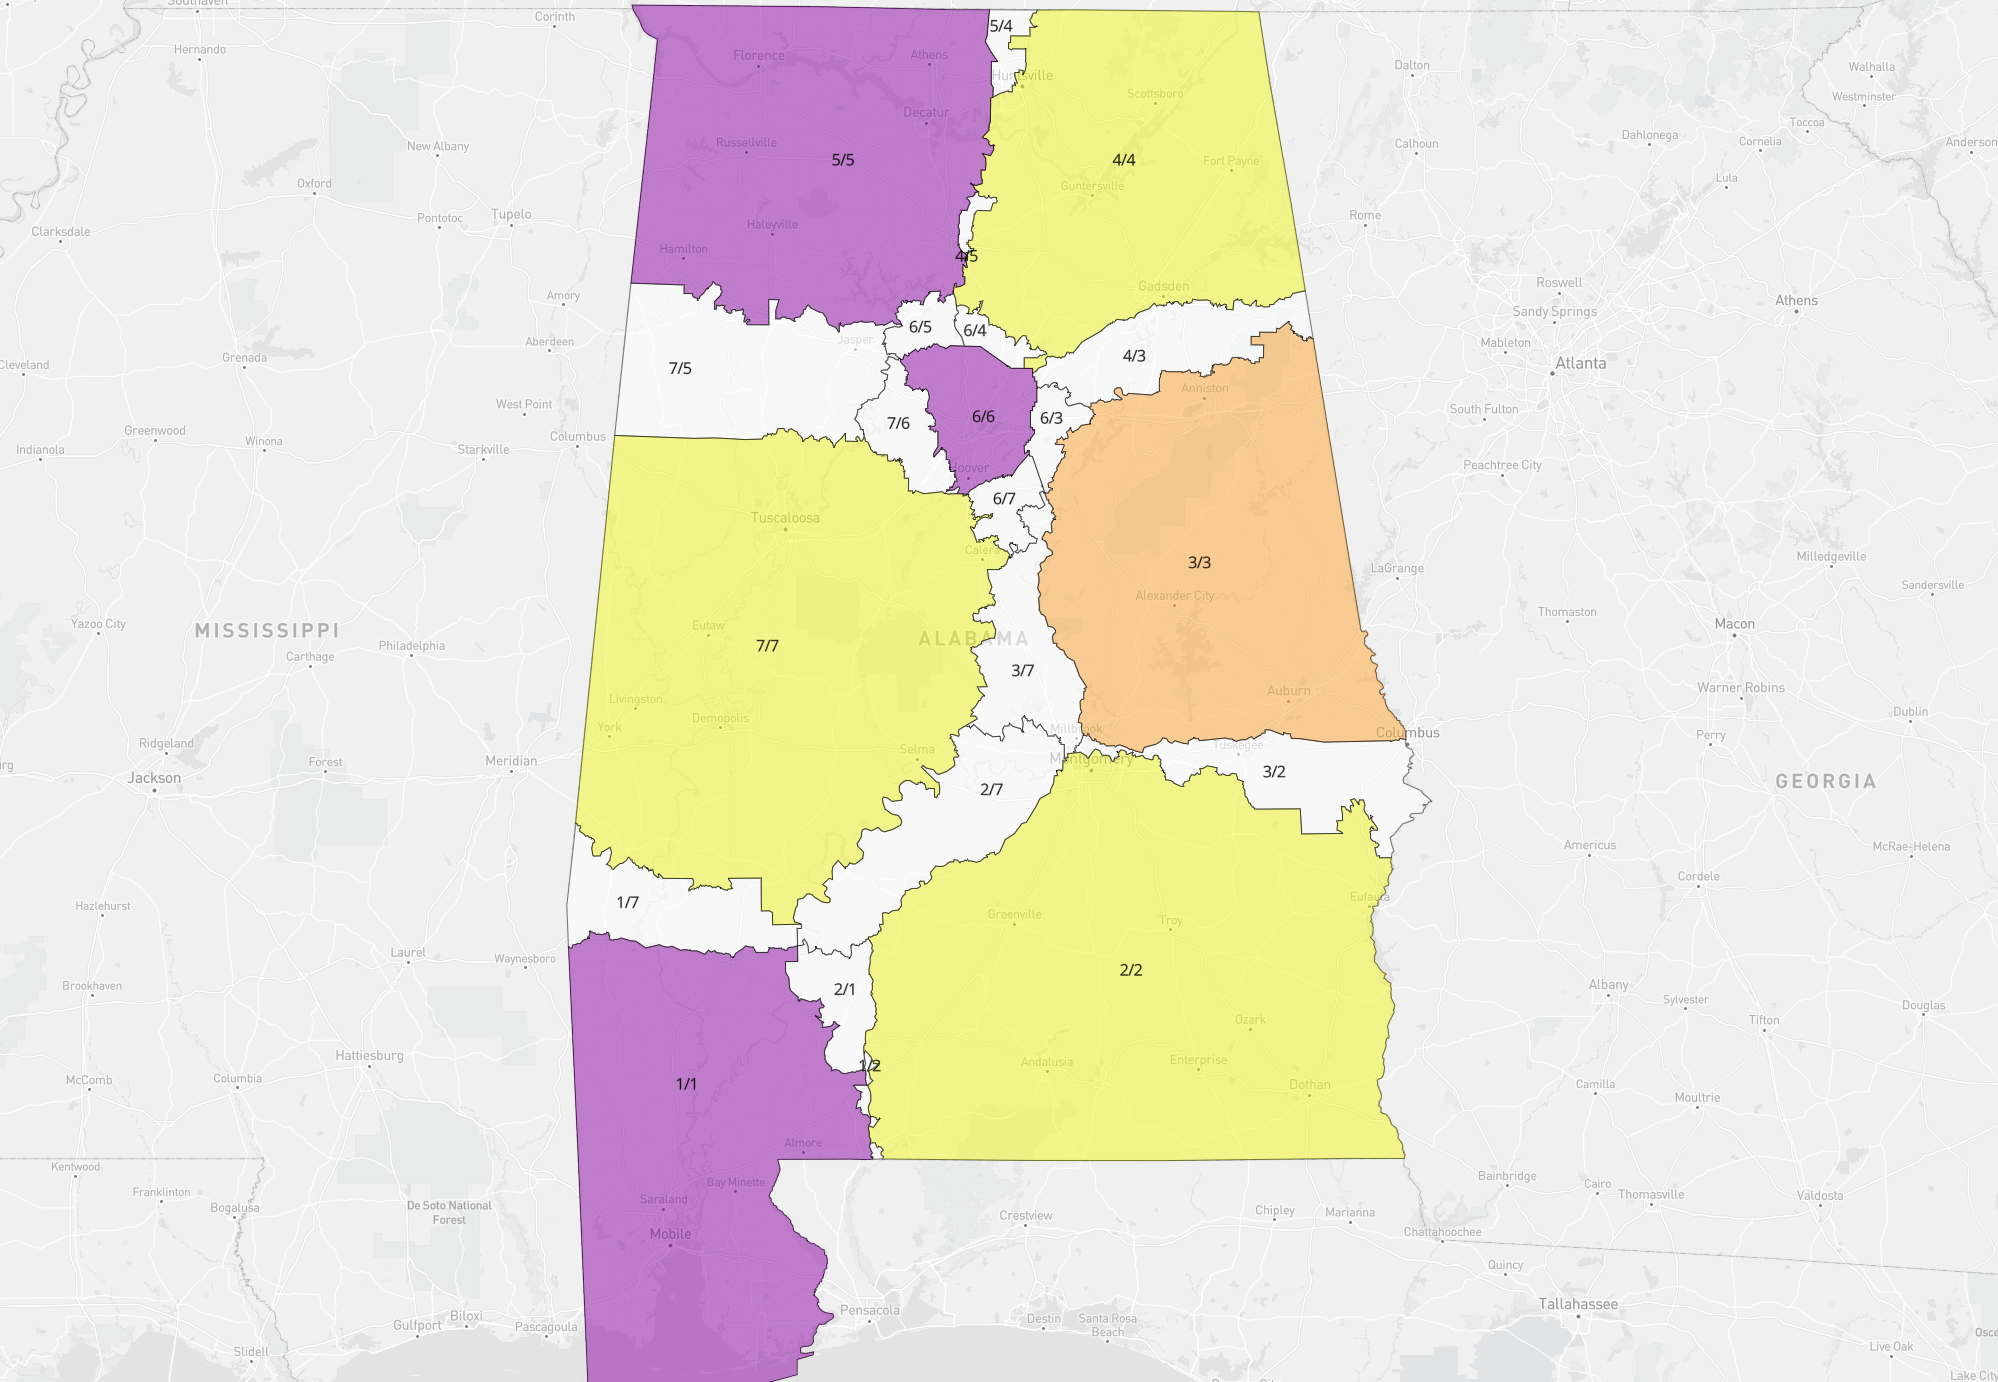 Southaven
Corinth
5/4
Hernando
Florence
Athens
Huntsville
Dalton
Walhalla
Scottsboro
Westminster
Decatur
Toccoa
Dahlonega
Cornelia
Anderson
New Albany
Russellville
5/5
4/4
Fort Payne
Calhoun
Oxford
Guntersville
Lula
Pontotoc
Tupelo
Haleyville
Rome
Clarksdale
Hamilton
4/5
Gadsden
Roswell
Amory
Athens
Sandy Springs
6/5
6/4
Aberdeen
Jasper
Mableton
4/3
Cleveland
Grenada
7/5
Atlanta
Anniston
West Point
6/6
6/3
7/6
South Fulton
Greenwood
Winona
Columbus
Indianola
Starkville
Hoover
Peachtree City
6/7
Tuscaloosa
Calera
Milledgeville
3/3
LaGrange
Sandersville
Alexander City
Thomaston
Yazoo City
MISSISSIPPI
Eutaw
ALABAMA
Macon
Philadelphia
7/7
Carthage
3/7
Livingston
Auburn
Warner Robins
York
Demopolis
Dublin
Millbrook
Columbus
Ridgeland
Selma
Tuskegee
Perry
Forest
Meridian
Montgomery
3/2
Jackson
2/7
GEORGIA
Americus
McRae-Helena
Cordele
Hazlehurst
1/7
Greenville
Troy
Eufaula
Laurel
Waynesboro
2/2
Brookhaven
2/1
Albany
Sylvester
Douglas
Ozark
Tifton
Hattiesburg
1/2
Andalusia
Enterprise
McComb
Columbia
1/1
Dothan
Camilla
Moultrie
Atmore
Kentwood
Bainbridge
Cairo
Thomasville
Valdosta
Franklinton
Bay Minette
Saraland
Bogalusa
De Soto National
Forest
Crestview
Chipley
Marianna
Mobile
Chattahoochee
Quincy
Tallahassee
Pensacola
Biloxi
Gulfport
Pascagoula
Destin
Santa Rosa
Beach
Slidell
Live Oak
Lake City